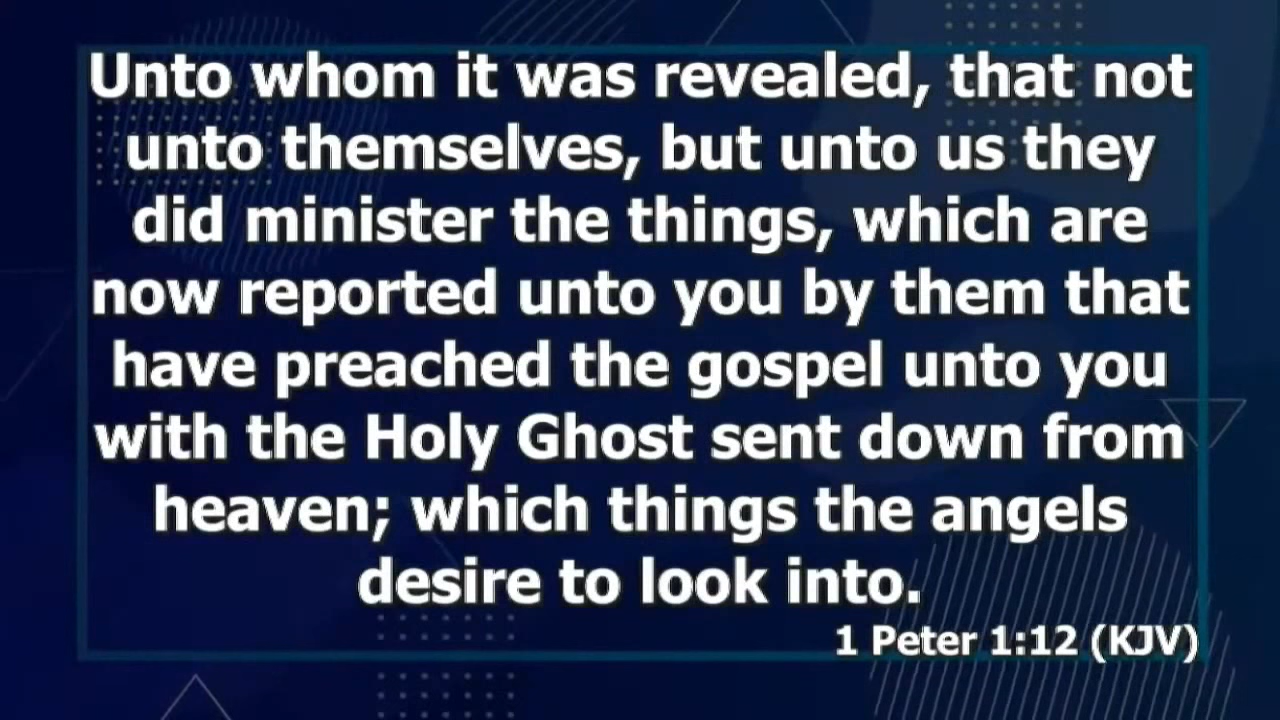 Unto whom it was revealed, that not
unto themselves, but unto us they
did minister the things, which are
now reported unto you by them that
have preached the gospel unto you
with the Holy Ghost sent down from
heaven; which things the angels
desire to look into.
1 Peter 1:12 (KJV)